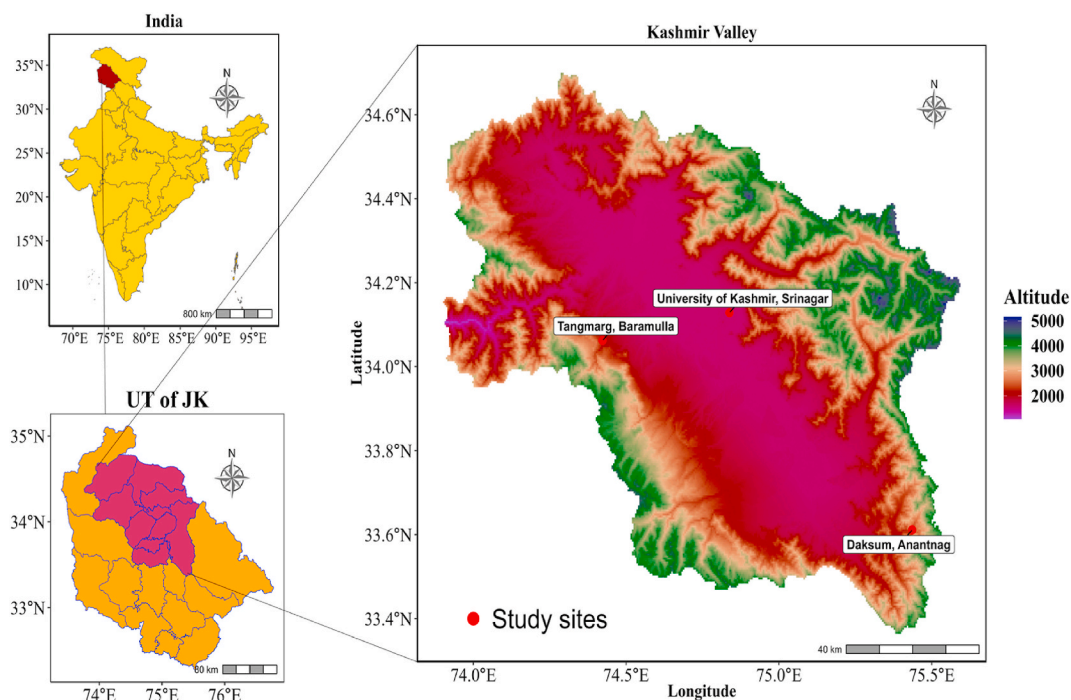 India
35°N
30°N
25°N
20°N
15°N
10°N
N
800 km
70°E 75°E 80°E 85°E 90°E 95°E
UT of JK
35°N
34°N
33°N
N
80 km
74°E 75°E 76°E
Kashmir Valley
Latitude
34.6°N
34.4°N
34.2°N
34.0°N
33.8°N
33.6°N
33.4°N
N
University of Kashmir, Srinagar
Tangmarg, Baramulla
Daksum, Anantnag
Study sites
40 km
74.0°E 74.5°E 75.0°E 75.5°E
Longitude
Altitude
5000
4000
3000
2000